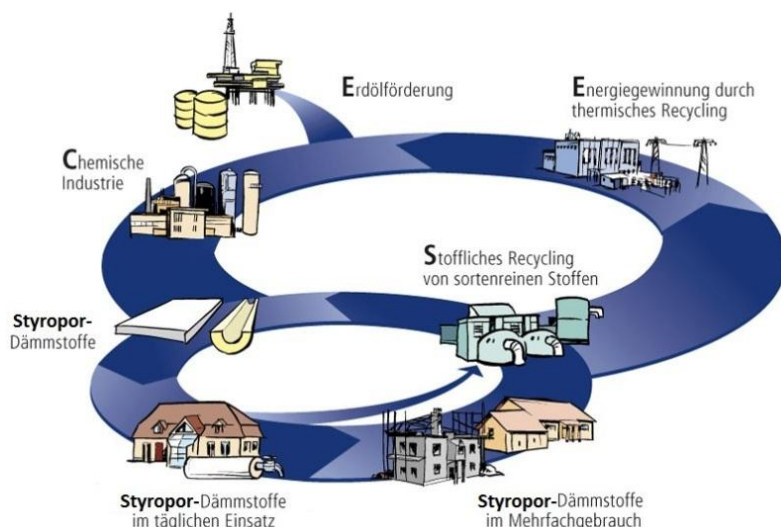 Erdölförderung
Energiegewinnung durch
thermisches Recycling
Chemische
Industrie
Stoffliches Recycling
von sortenreinen Stoffen
Styropor-
Dämmstoffe
Styropor-Dämmstoffe
im täglichen Einsatz
Styropor-Dämmstoffe
im Mehrfachgebrauch